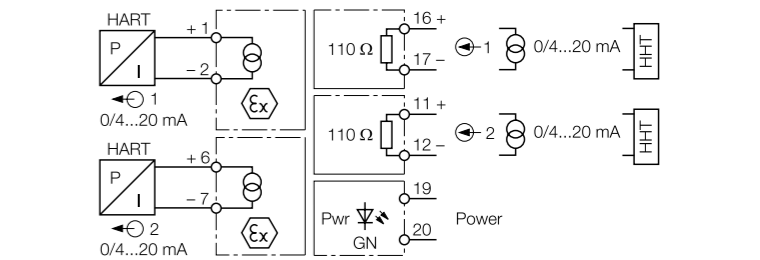 HART
P
I
+ 1
– 2
1
0/4...20 mA
Ex
HART
P
I
+ 6
– 7
2
0/4...20 mA
Ex
110 Ω
16 +
17 –
1
0/4...20 mA
HHT
110 Ω
11 +
12 –
2
0/4...20 mA
HHT
Pwr
GN
19
20
Power